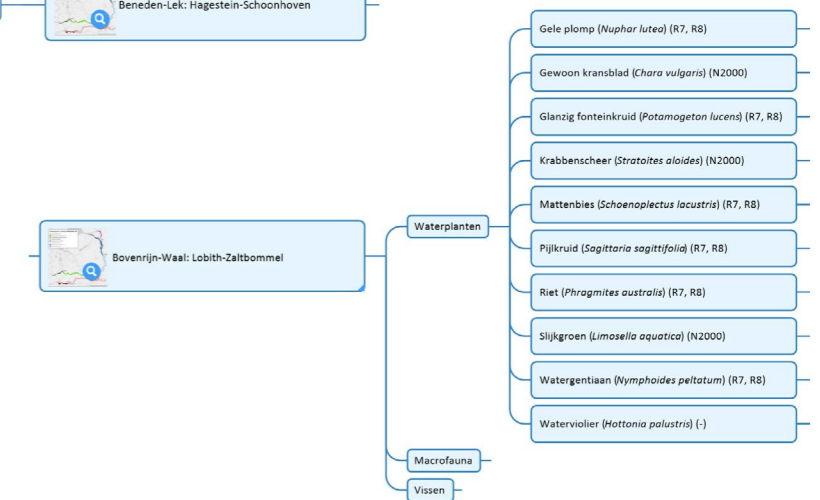 Beneden-Lek: Hagestein-Schoonhoven
Bovenrijn-Waal: Lobith-Zaltbommel
Waterplanten
Gele plomp (Nuphar lutea) (R7, R8)
Gewoon kransblad (Chara vulgaris) (N2000)
Glanzig fonteinkruid (Potamogeton lucens) (R7, R8)
Krabbenscheer (Stratoites aloides) (N2000)
Mattenbies (Schoenoplectus lacustris) (R7, R8)
Pijlkruid (Sagittaria sagittifolia) (R7, R8)
Riet (Phragmites australis) (R7, R8)
Slijkgroen (Limosella aquatica) (N2000)
Watergentiaan (Nymphoides peltatum) (R7, R8)
Waterviolier (Hottonia palustris) (-)
Macrofauna
Vissen